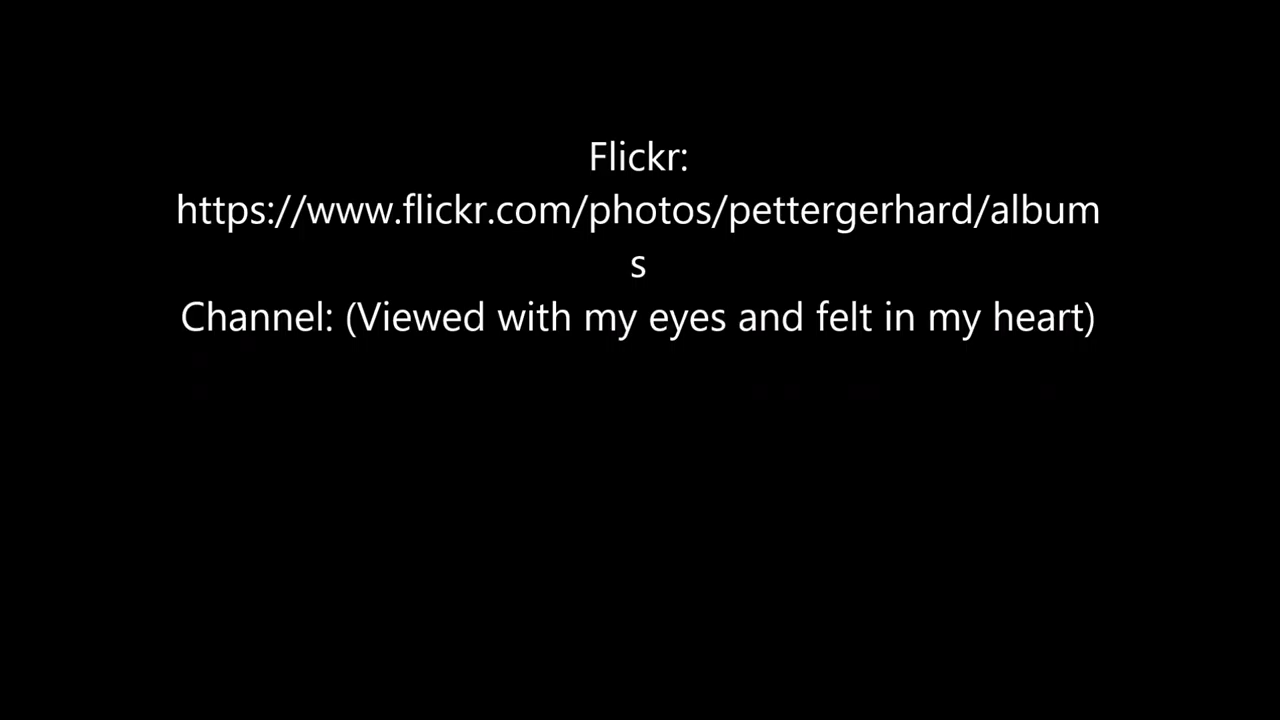 Flickr:
https://www.flickr.com/photos/pettergerhard/album
s
Channel: (Viewed with my eyes and felt in my heart)